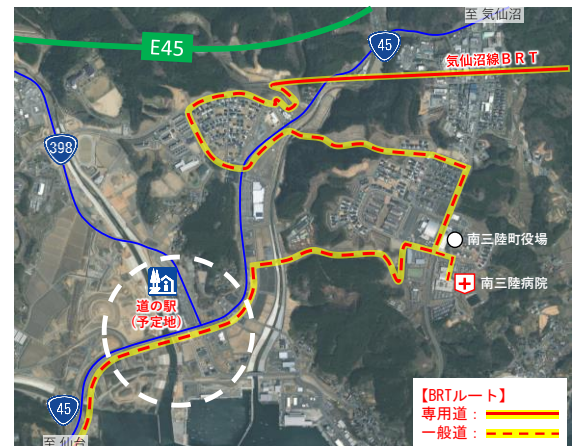 至 気仙沼
E45
45
気仙沼線BRT
398
南三陸町役場
南三陸病院
道の駅
(予定地)
45
至 仙台
【BRTルート】
専用道：
一般道：